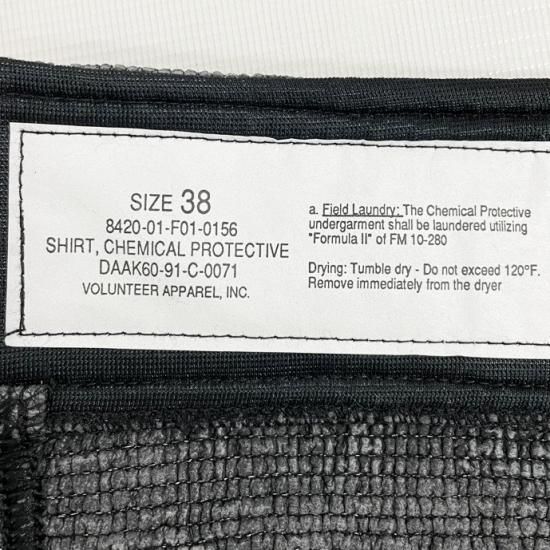 SIZE 38
8420-01-F01-0156
SHIRT, CHEMICAL PROTECTIVE
DAAK60-91-C-0071
VOLUNTEER APPAREL, INC.
a. Field Laundry: The Chemical Protective
undergarment shall be laundered utilizing
"Formula II" of FM 10-280
Drying: Tumble dry - Do not exceed 120°F.
Remove immediately from the dryer